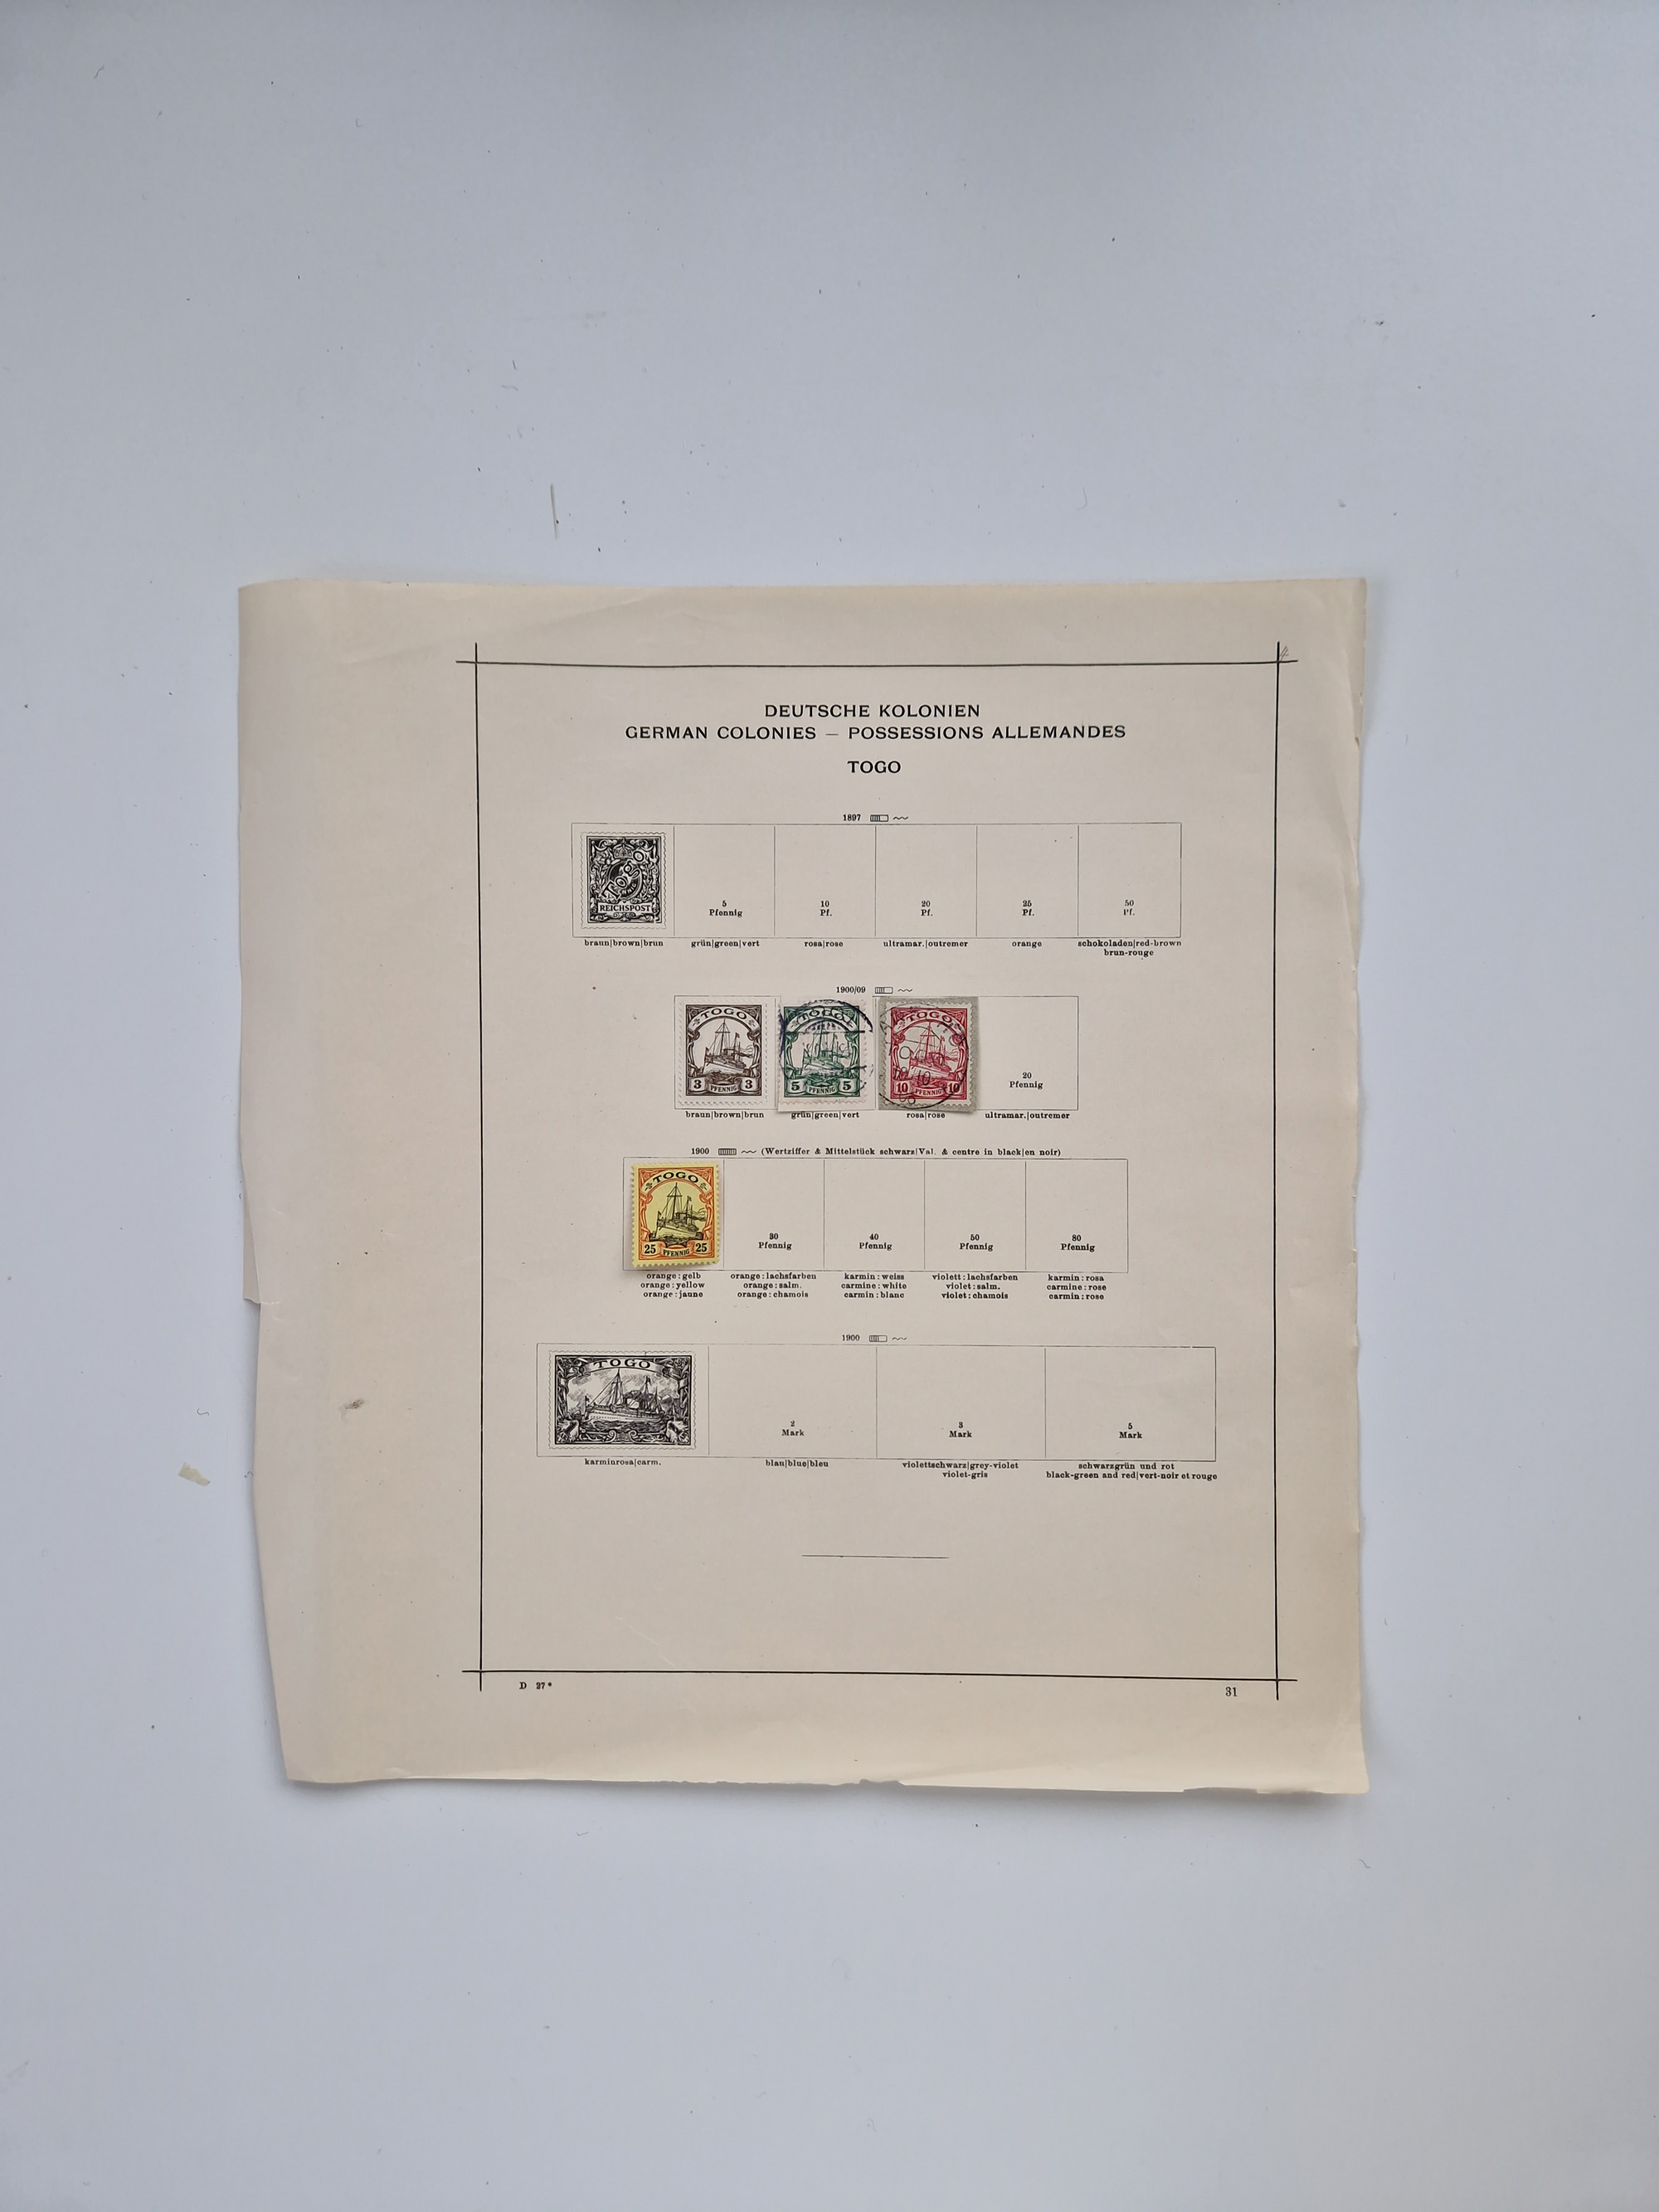 DEUTSCHE KOLONIEN
GERMAN COLONIES — POSSESSIONS ALLEMANDES
TOGO
1897
TOGO
REICHSPOST
5
Pfennig
10
Pf.
20
Pf.
25
Pf.
50
Pf.
braun|brown|brun
grün|green|vert
rosa|rose
ultramar.|outremer
orange
schokoladen|red-brown
brun-rouge
1900/09
TOGO
3 PFENNIG 3
TOGO
5 PFENNIG 5
TOGO
10 PFENNIG 10
20
Pfennig
braun|brown|brun
grün|green|vert
rosa|rose
ultramar.|outremer
1900 (Wertziffer & Mittelstück schwarz|Val. & centre in black|en noir)
TOGO
25 PFENNIG 25
30
Pfennig
40
Pfennig
50
Pfennig
80
Pfennig
orange : gelb
orange : yellow
orange : jaune
orange : lachsfarben
orange : salm.
orange : chamois
karmin : weiss
carmine : white
carmin : blanc
violett : lachsfarben
violet : salm.
violet : chamois
karmin : rosa
carmine : rose
carmin : rose
1900
TOGO
2
Mark
3
Mark
5
Mark
karminrosa|carm.
blau|blue|bleu
violettschwarz|grey-violet
violet-gris
schwarzgrün und rot
black-green and red|vert-noir et rouge
D 27*
31